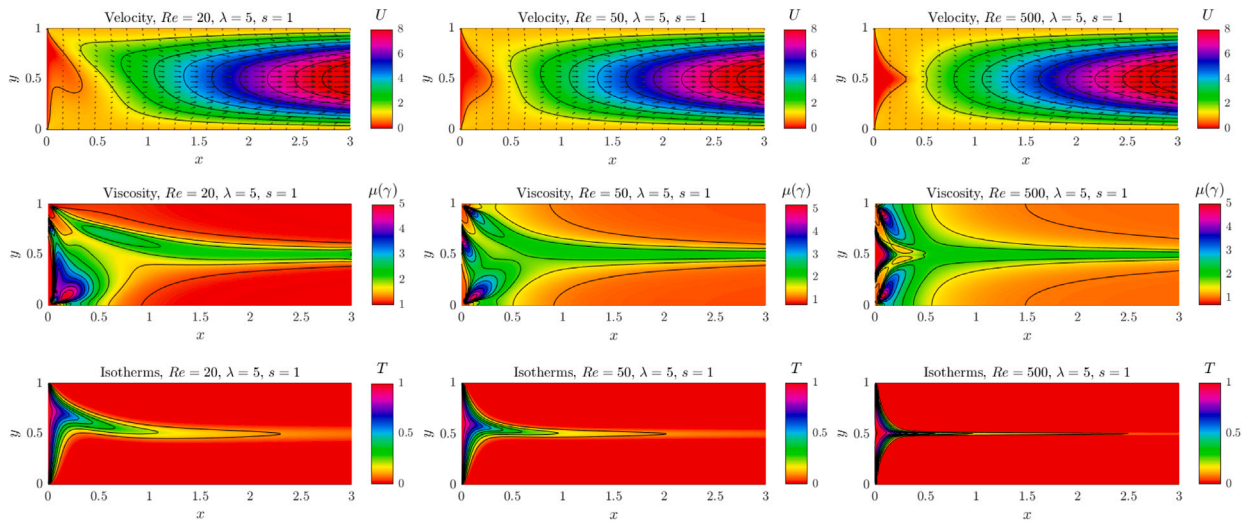 Velocity, Re = 20, λ = 5, s = 1 U
Velocity, Re = 50, λ = 5, s = 1 U
Velocity, Re = 500, λ = 5, s = 1 U
1 8
0.5 6
y 4
0 2
0
0 0.5 1 1.5 2 2.5 3
x
1 8
0.5 6
y 4
0 2
0
0 0.5 1 1.5 2 2.5 3
x
1 8
0.5 6
y 4
0 2
0
0 0.5 1 1.5 2 2.5 3
x
Viscosity, Re = 20, λ = 5, s = 1 μ(γ)
Viscosity, Re = 50, λ = 5, s = 1 μ(γ)
Viscosity, Re = 500, λ = 5, s = 1 μ(γ)
1 5
0.5 4
y 3
0 2
1
0 0.5 1 1.5 2 2.5 3
x
1 5
0.5 4
y 3
0 2
1
0 0.5 1 1.5 2 2.5 3
x
1 5
0.5 4
y 3
0 2
1
0 0.5 1 1.5 2 2.5 3
x
Isotherms, Re = 20, λ = 5, s = 1 T
Isotherms, Re = 50, λ = 5, s = 1 T
Isotherms, Re = 500, λ = 5, s = 1 T
1 1
y 0.5 0.5
0 0
0 0.5 1 1.5 2 2.5 3
x
1 1
y 0.5 0.5
0 0
0 0.5 1 1.5 2 2.5 3
x
1 1
y 0.5 0.5
0 0
0 0.5 1 1.5 2 2.5 3
x